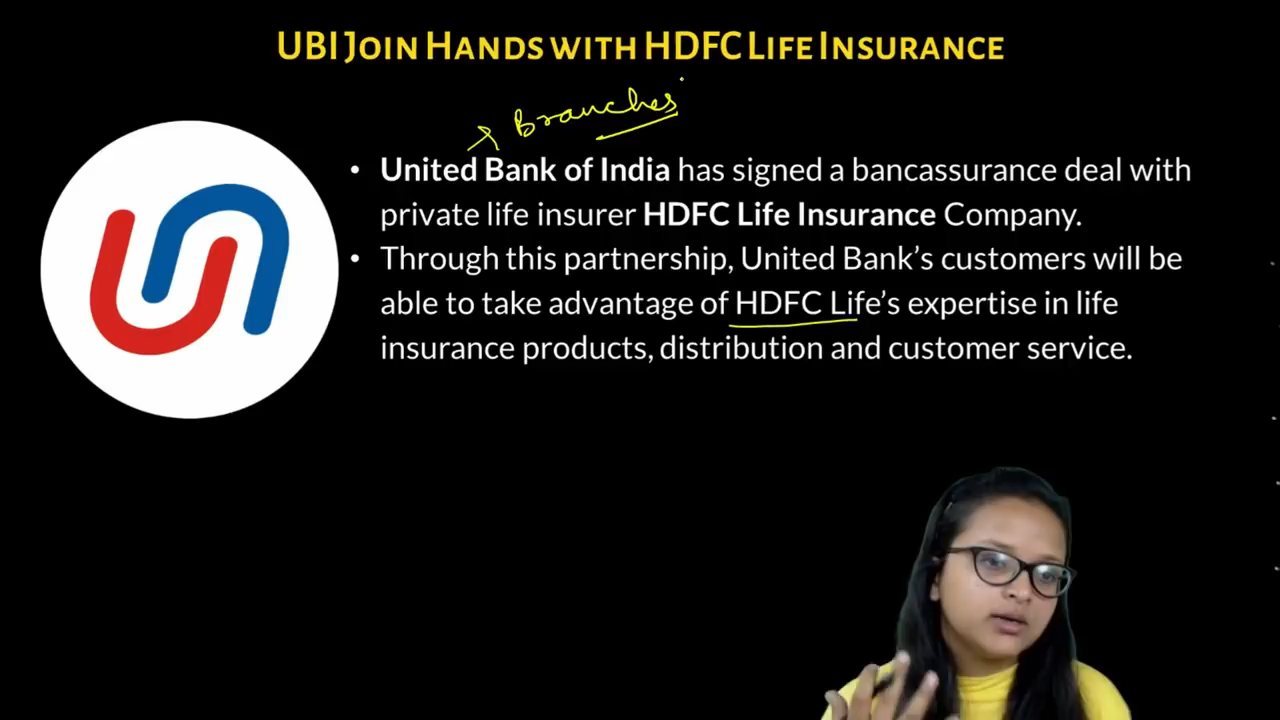 UBI JOIN HANDS WITH HDFC LIFE INSURANCE
Branches
• United Bank of India has signed a bancassurance deal with
private life insurer HDFC Life Insurance Company.
• Through this partnership, United Bank's customers will be
able to take advantage of HDFC Life's expertise in life
insurance products, distribution and customer service.